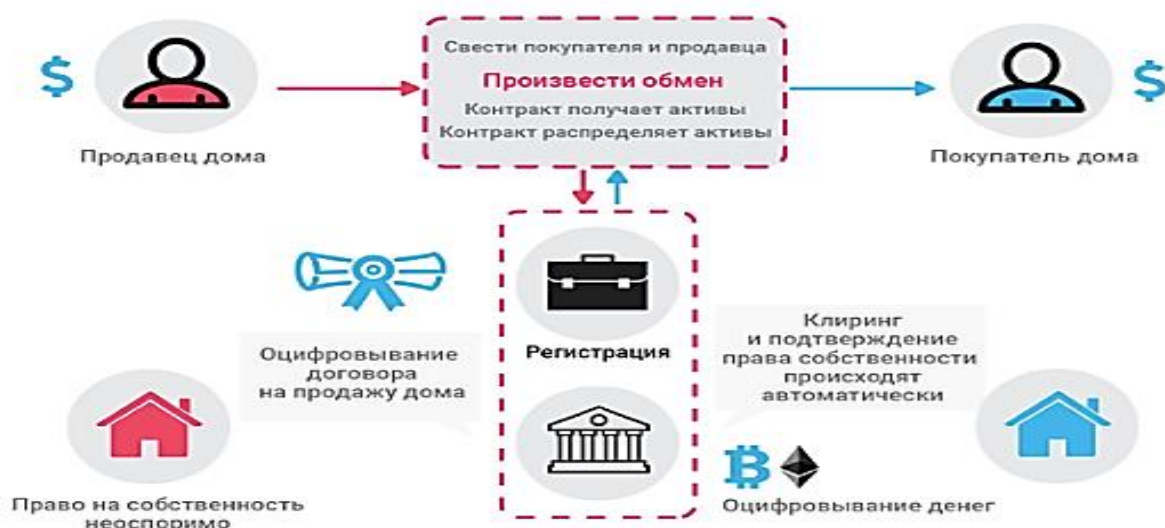 Свести покупателя и продавца
Произвести обмен
Контракт получает активы
Контракт распределяет активы
$
$
Продавец дома
Покупатель дома
Оцифровывание
договора
на продажу дома
Регистрация
Клиринг
и подтверждение
права собственности
происходят
автоматически
Право на собственность
неоспоримо
Оцифровывание денег